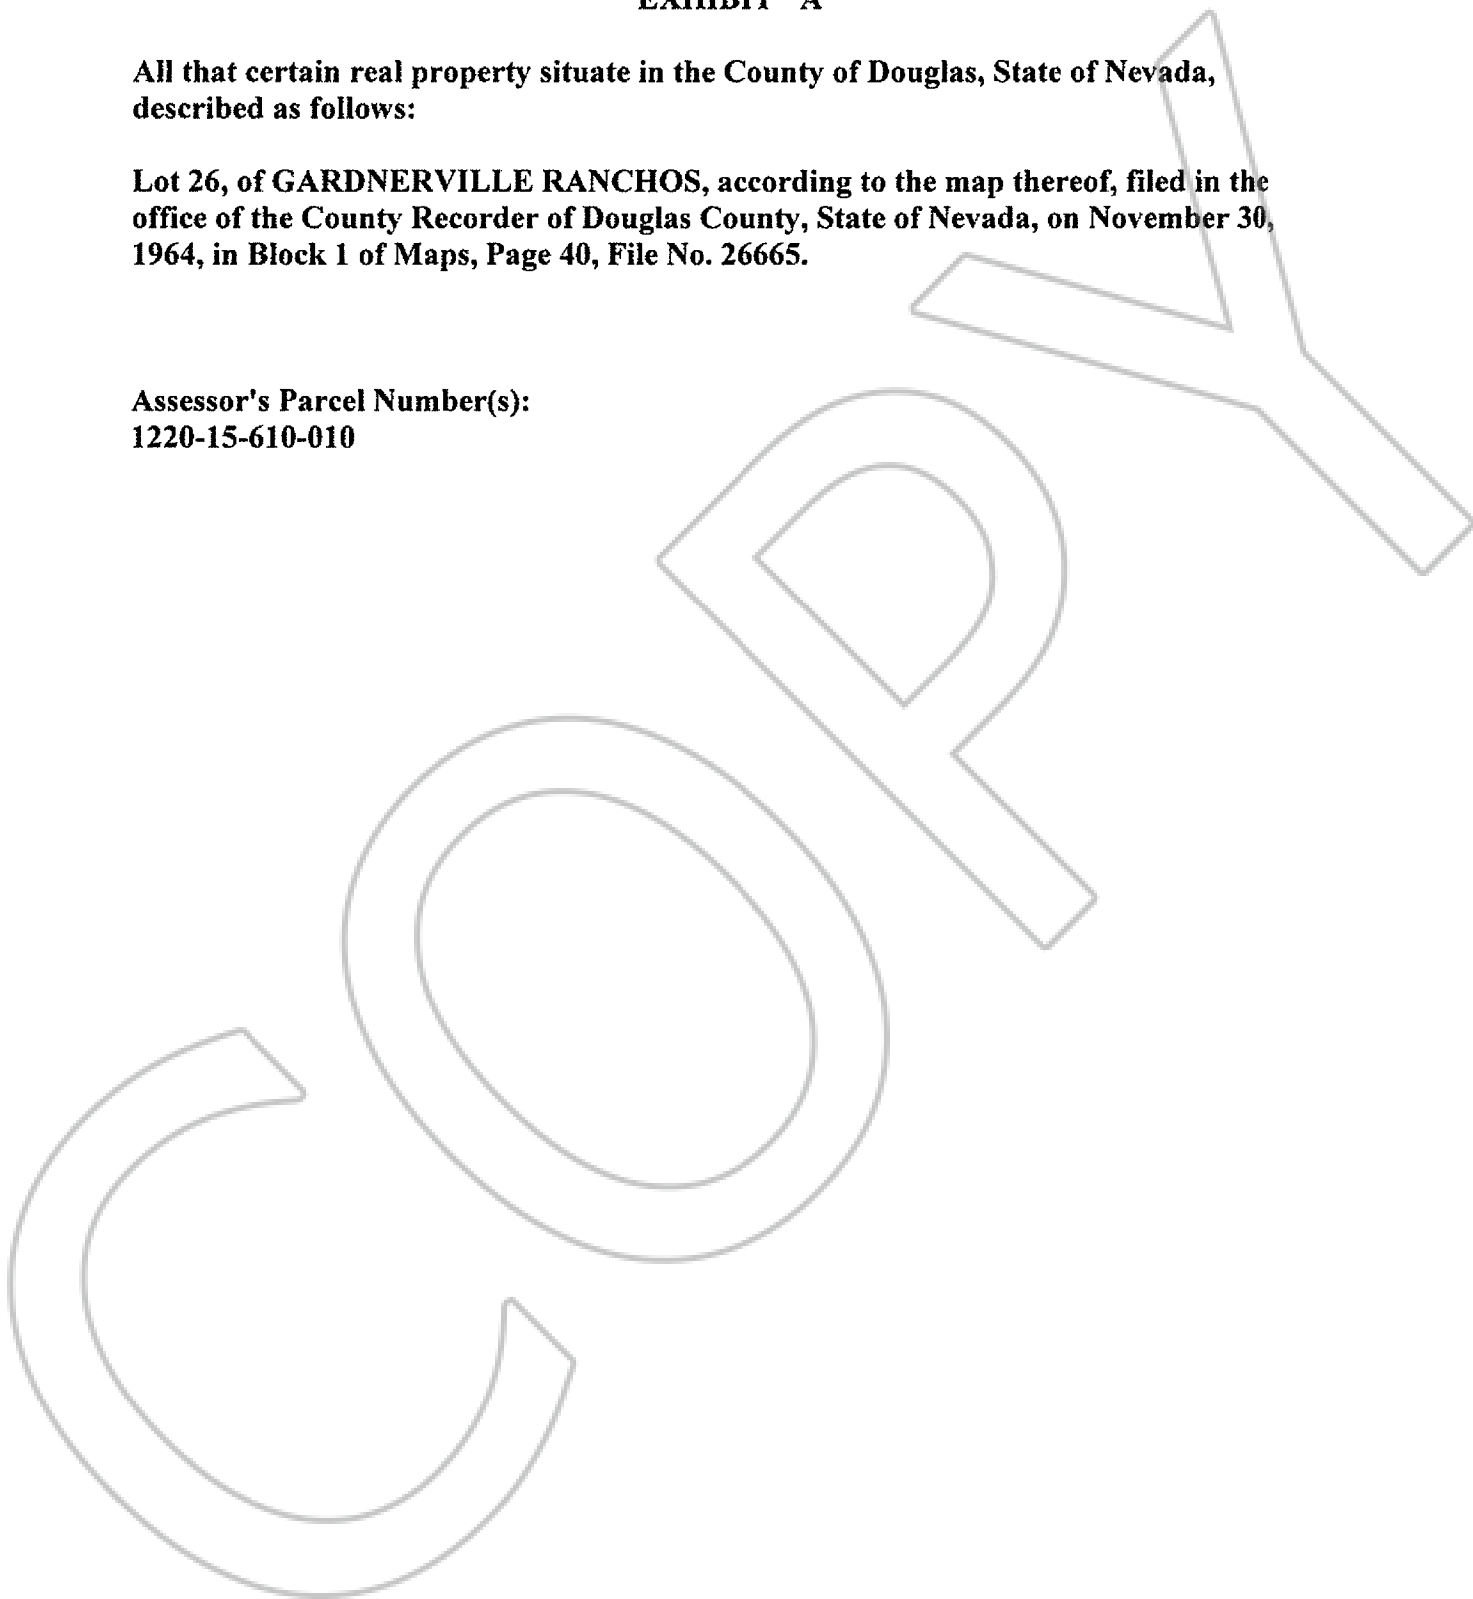 EXHIBIT "A"
All that certain real property situate in the County of Douglas, State of Nevada,
described as follows:
Lot 26, of GARDNERVILLE RANCHOS, according to the map thereof, filed in the
office of the County Recorder of Douglas County, State of Nevada, on November 30,
1964, in Block 1 of Maps, Page 40, File No. 26665.
Assessor's Parcel Number(s):
1220-15-610-010
COPY